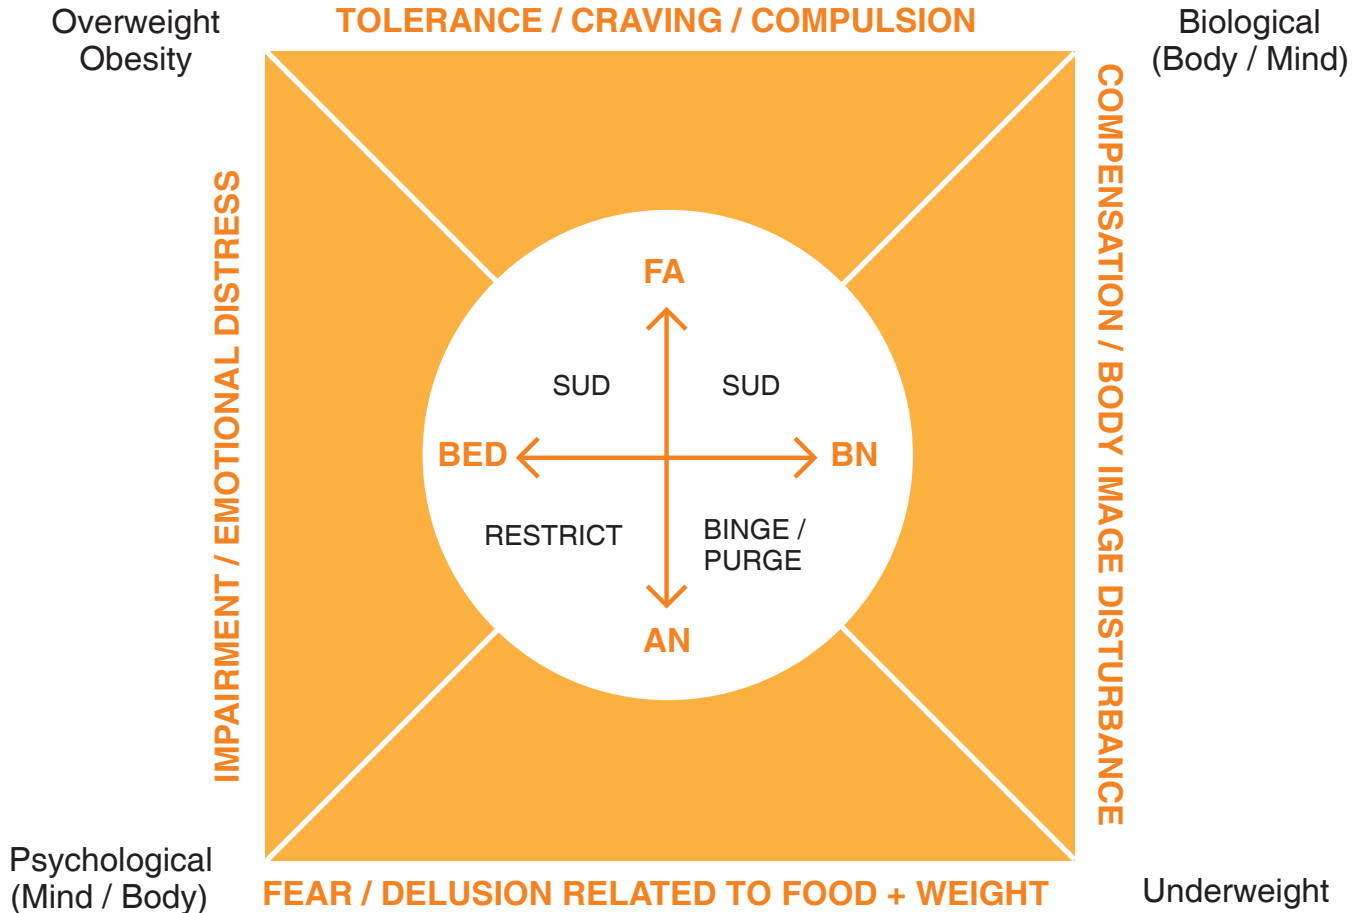 Overweight
Obesity
TOLERANCE / CRAVING / COMPULSION
Biological
(Body / Mind)
IMPAIRMENT / EMOTIONAL DISTRESS
COMPENSATION / BODY IMAGE DISTURBANCE
FA
SUD
SUD
BED
BN
RESTRICT
BINGE /
PURGE
AN
Psychological
(Mind / Body)
FEAR / DELUSION RELATED TO FOOD + WEIGHT
Underweight